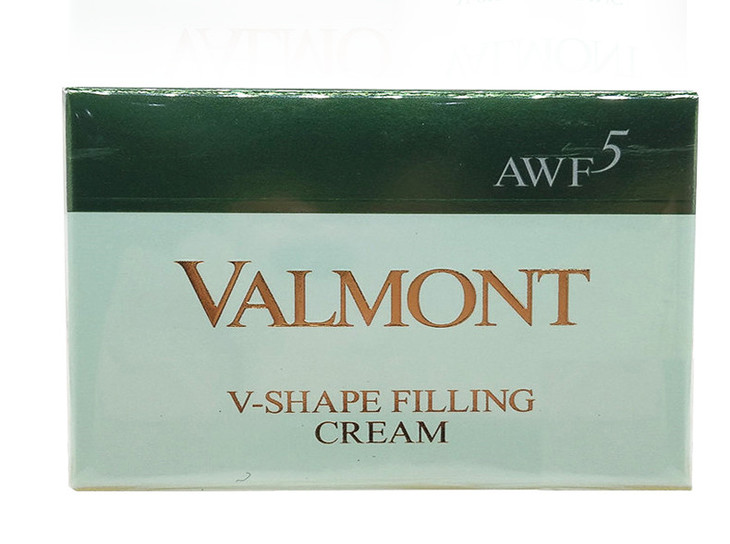 AWF5
VALMONT
V-SHAPE FILLING
CREAM